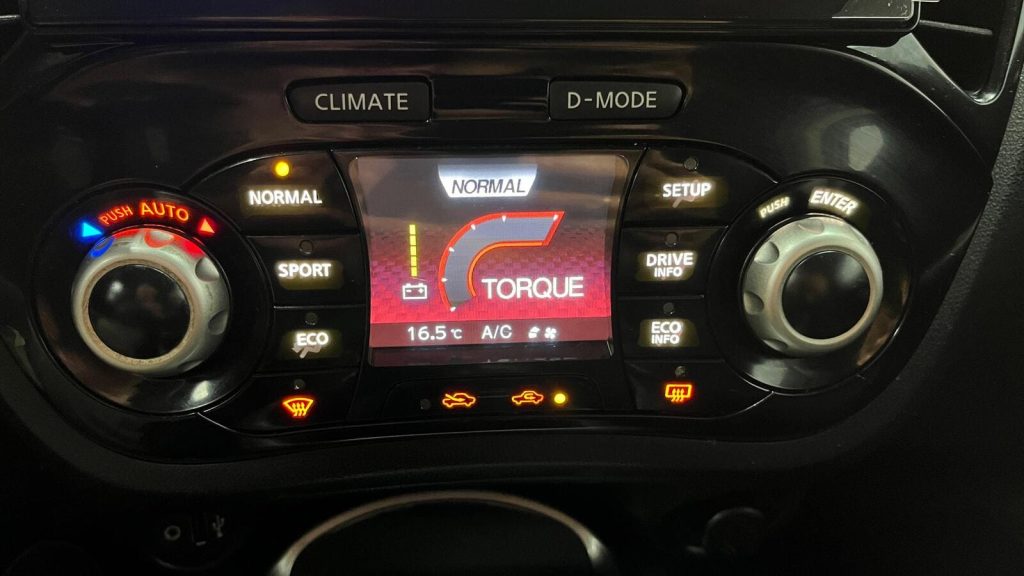 CLIMATE
D-MODE
PUSH AUTO
NORMAL
SPORT
ECO
NORMAL
TORQUE
16.5°C A/C
SETUP
DRIVE
INFO
ECO
INFO
PUSH ENTER